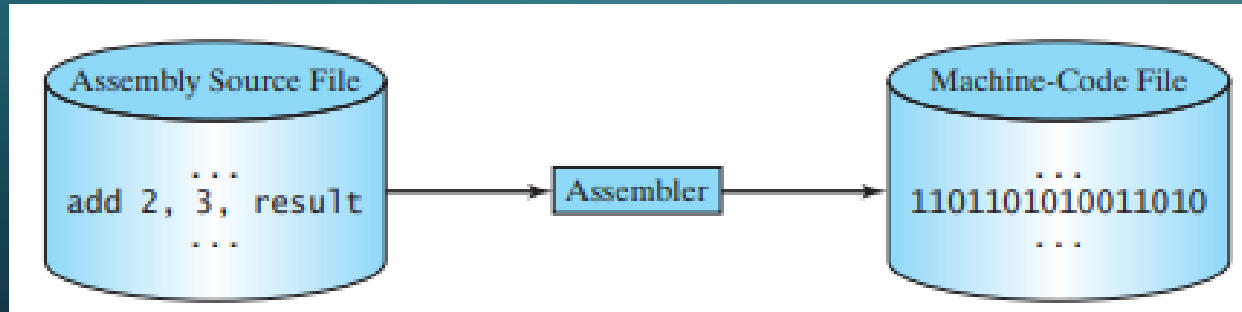 Assembly Source File
...
add 2, 3, result
...
Assembler
Machine-Code File
...
1101101010011010
...